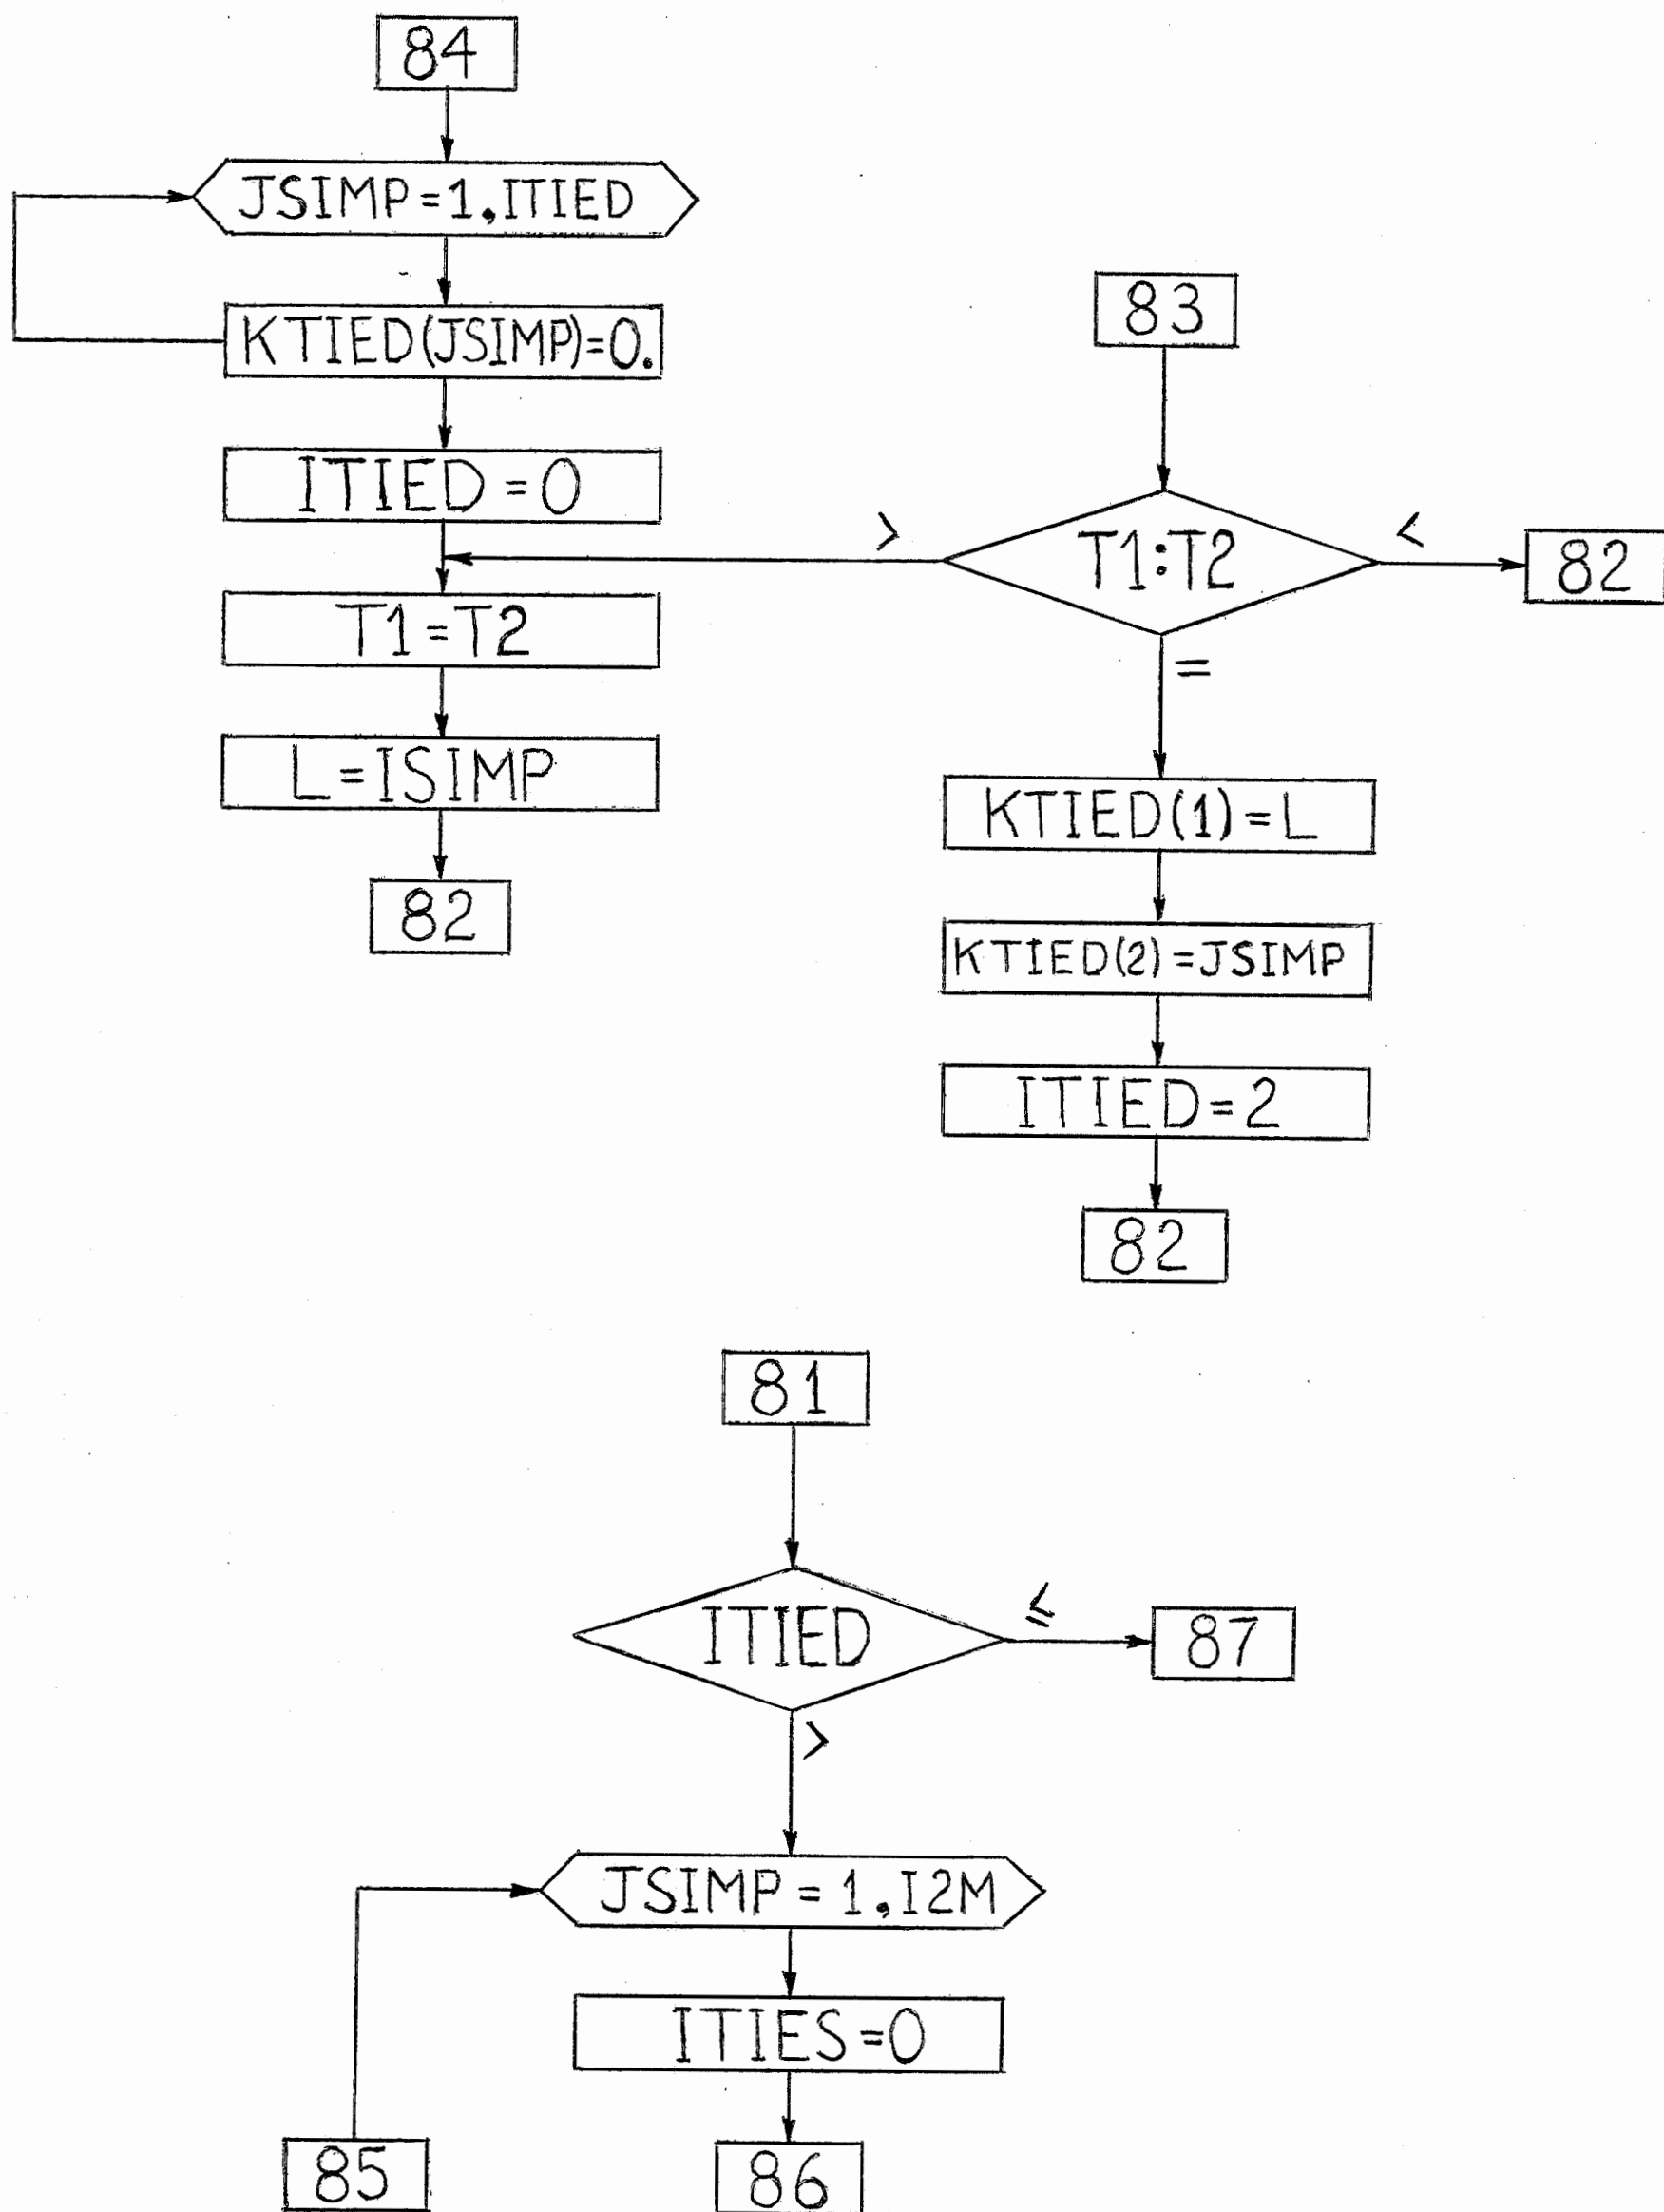 84
JSIMP=1,ITIED
KTIED(JSIMP)=0.
ITIED=0
T1=T2
L=ISIMP
82
83
T1:T2
>
<
82
=
KTIED(1)=L
KTIED(2)=JSIMP
ITIED=2
82
81
ITIED
≤
87
>
JSIMP=1,I2M
ITIES=0
85
86